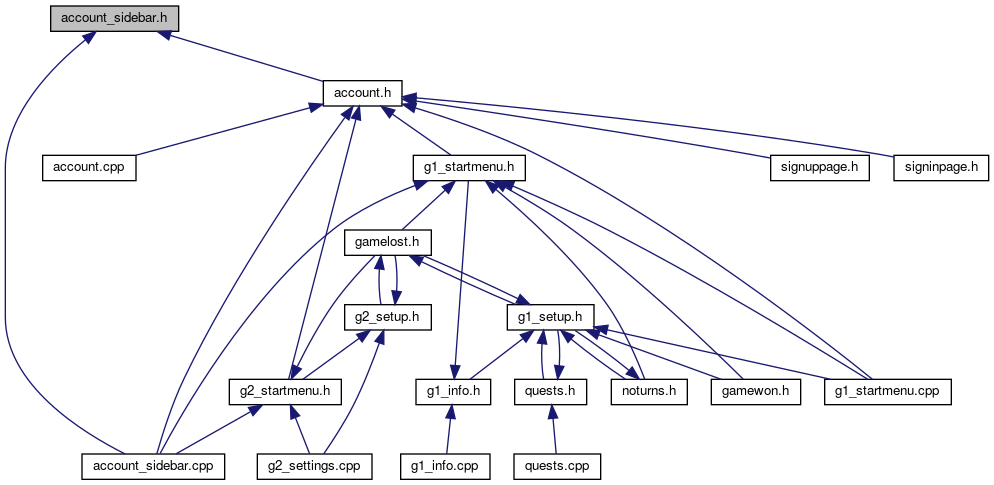 account_sidebar.h
account.h
account.cpp
g1_startmenu.h
signuppage.h
signinpage.h
gamelost.h
g2_setup.h
g1_setup.h
g2_startmenu.h
g1_info.h
quests.h
noturns.h
gamewon.h
g1_startmenu.cpp
account_sidebar.cpp
g2_settings.cpp
g1_info.cpp
quests.cpp